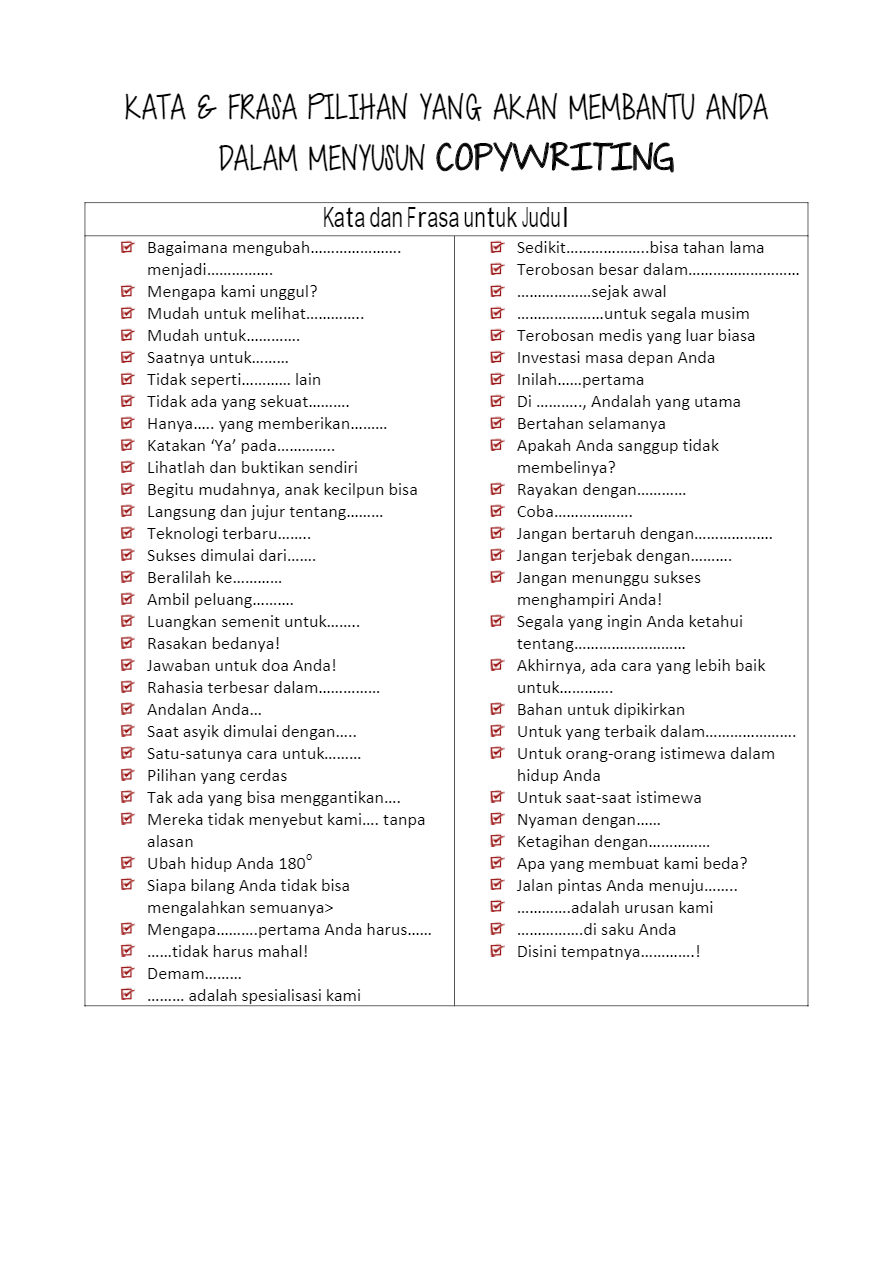 KATA & FRASA PILIHAN YANG AKAN MEMBANTU ANDA
DALAM MENYUSUN COPYWRITING
Kata dan Frasa untuk Judul
Bagaimana mengubah.....................
menjadi................
Mengapa kami unggul?
Mudah untuk melihat..............
Mudah untuk.............
Saatnya untuk.........
Tidak seperti............ lain
Tidak ada yang sekuat..........
Hanya..... yang memberikan.........
Katakan ‘Ya’ pada..............
Lihatlah dan buktikan sendiri
Begitu mudahnya, anak kecilpun bisa
Langsung dan jujur tentang.........
Teknologi terbaru........
Sukses dimulai dari.......
Beralilah ke............
Ambil peluang..........
Luangkan semenit untuk........
Rasakan bedanya!
Jawaban untuk doa Anda!
Rahasia terbesar dalam...............
Andalan Anda...
Saat asyik dimulai dengan.....
Satu-satunya cara untuk.........
Pilihan yang cerdas
Tak ada yang bisa menggantikan....
Mereka tidak menyebut kami.... tanpa
alasan
Ubah hidup Anda 180°
Siapa bilang Anda tidak bisa
mengalahkan semuanya>
Mengapa..........pertama Anda harus......
......tidak harus mahal!
Demam.........
......... adalah spesialisasi kami
Sedikit....................bisa tahan lama
Terobosan besar dalam...........................
..................sejak awal
.....................untuk segala musim
Terobosan medis yang luar biasa
Investasi masa depan Anda
Inilah......pertama
Di ..........., Andalah yang utama
Bertahan selamanya
Apakah Anda sanggup tidak
membelinya?
Rayakan dengan............
Coba...................
Jangan bertaruh dengan...................
Jangan terjebak dengan..........
Jangan menunggu sukses
menghampiri Anda!
Segala yang ingin Anda ketahui
tentang...........................
Akhirnya, ada cara yang lebih baik
untuk.............
Bahan untuk dipikirkan
Untuk yang terbaik dalam......................
Untuk orang-orang istimewa dalam
hidup Anda
Untuk saat-saat istimewa
Nyaman dengan......
Ketagihan dengan...............
Apa yang membuat kami beda?
Jalan pintas Anda menuju........
.............adalah urusan kami
................di saku Anda
Disini tempatnya.............!